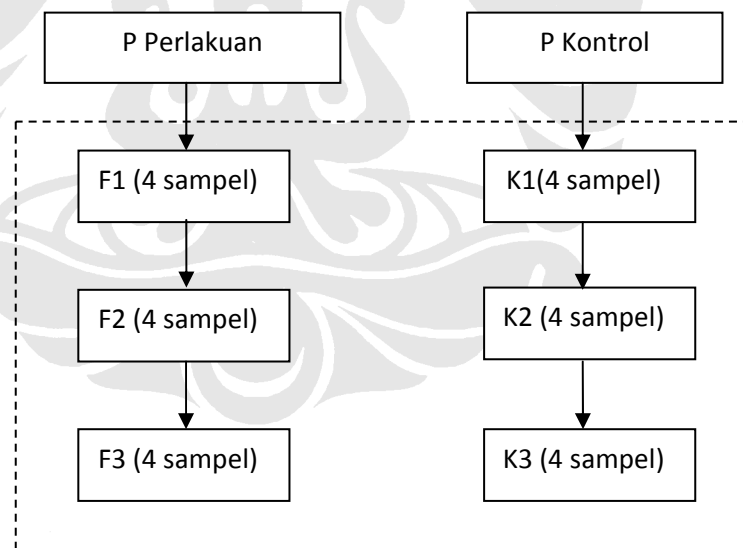 P Perlakuan
P Kontrol
F1 (4 sampel)
K1(4 sampel)
F2 (4 sampel)
K2 (4 sampel)
F3 (4 sampel)
K3 (4 sampel)